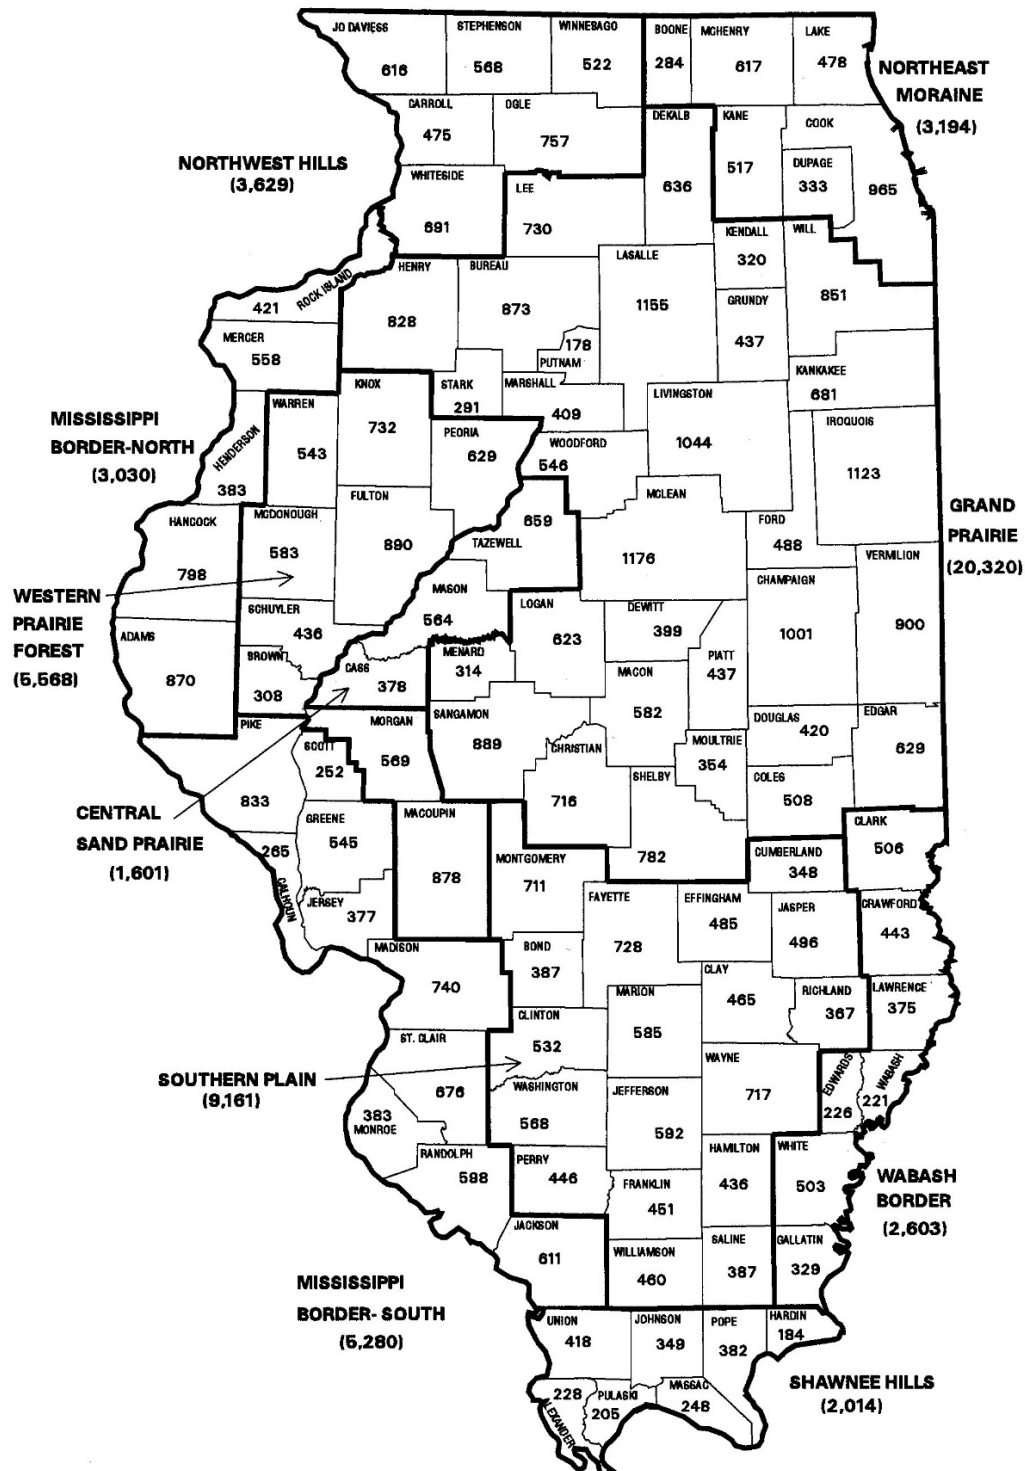 JO DAVIESS
616
STEPHENSON
568
WINNEBAGO
522
BOONE
284
MCHENRY
617
LAKE
478
NORTHEAST
MORAINE
(3,194)
CARROLL
475
OGLE
757
DEKALB
636
KANE
517
COOK
965
DUPAGE
333
NORTHWEST HILLS
(3,629)
WHITESIDE
691
LEE
730
KENDALL
320
WILL
851
ROCK ISLAND
421
HENRY
828
BUREAU
873
LASALLE
1155
GRUNDY
437
MERCER
558
178
PUTNAM
KANKAKEE
681
KNOX
732
STARK
291
MARSHALL
409
LIVINGSTON
1044
IROQUOIS
1123
MISSISSIPPI
BORDER-NORTH
(3,030)
HENDERSON
383
WARREN
543
PEORIA
629
WOODFORD
546
HANCOCK
798
MCDONOUGH
583
FULTON
890
659
TAZEWELL
MCLEAN
1176
FORD
488
GRAND
PRAIRIE
(20,320)
VERMILION
900
WESTERN
PRAIRIE
FOREST
(5,568)
ADAMS
870
SCHUYLER
436
MASON
564
LOGAN
623
DEWITT
399
CHAMPAIGN
1001
BROWN
308
CASS
378
MENARD
314
MACON
582
PIATT
437
PIKE
833
SCOTT
252
MORGAN
569
SANGAMON
889
CHRISTIAN
716
MOULTRIE
354
DOUGLAS
420
EDGAR
629
SHELBY
782
COLES
508
CENTRAL
SAND PRAIRIE
(1,601)
265
CALHOUN
GREENE
545
MACOUPIN
878
MONTGOMERY
711
CUMBERLAND
348
CLARK
506
JERSEY
377
FAYETTE
728
EFFINGHAM
485
JASPER
496
CRAWFORD
443
MADISON
740
BOND
387
CLAY
465
RICHLAND
367
LAWRENCE
375
ST. CLAIR
676
CLINTON
532
MARION
585
SOUTHERN PLAIN
(9,161)
WASHINGTON
568
JEFFERSON
592
WAYNE
717
EDWARDS
226
WABASH
221
383
MONROE
RANDOLPH
598
PERRY
446
FRANKLIN
451
HAMILTON
436
WHITE
503
WABASH
BORDER
(2,603)
JACKSON
611
WILLIAMSON
460
SALINE
387
GALLATIN
329
MISSISSIPPI
BORDER- SOUTH
(5,280)
UNION
418
JOHNSON
349
POPE
382
HARDIN
184
SHAWNEE HILLS
(2,014)
228
ALEXANDER
PULASKI
205
MASSAC
248